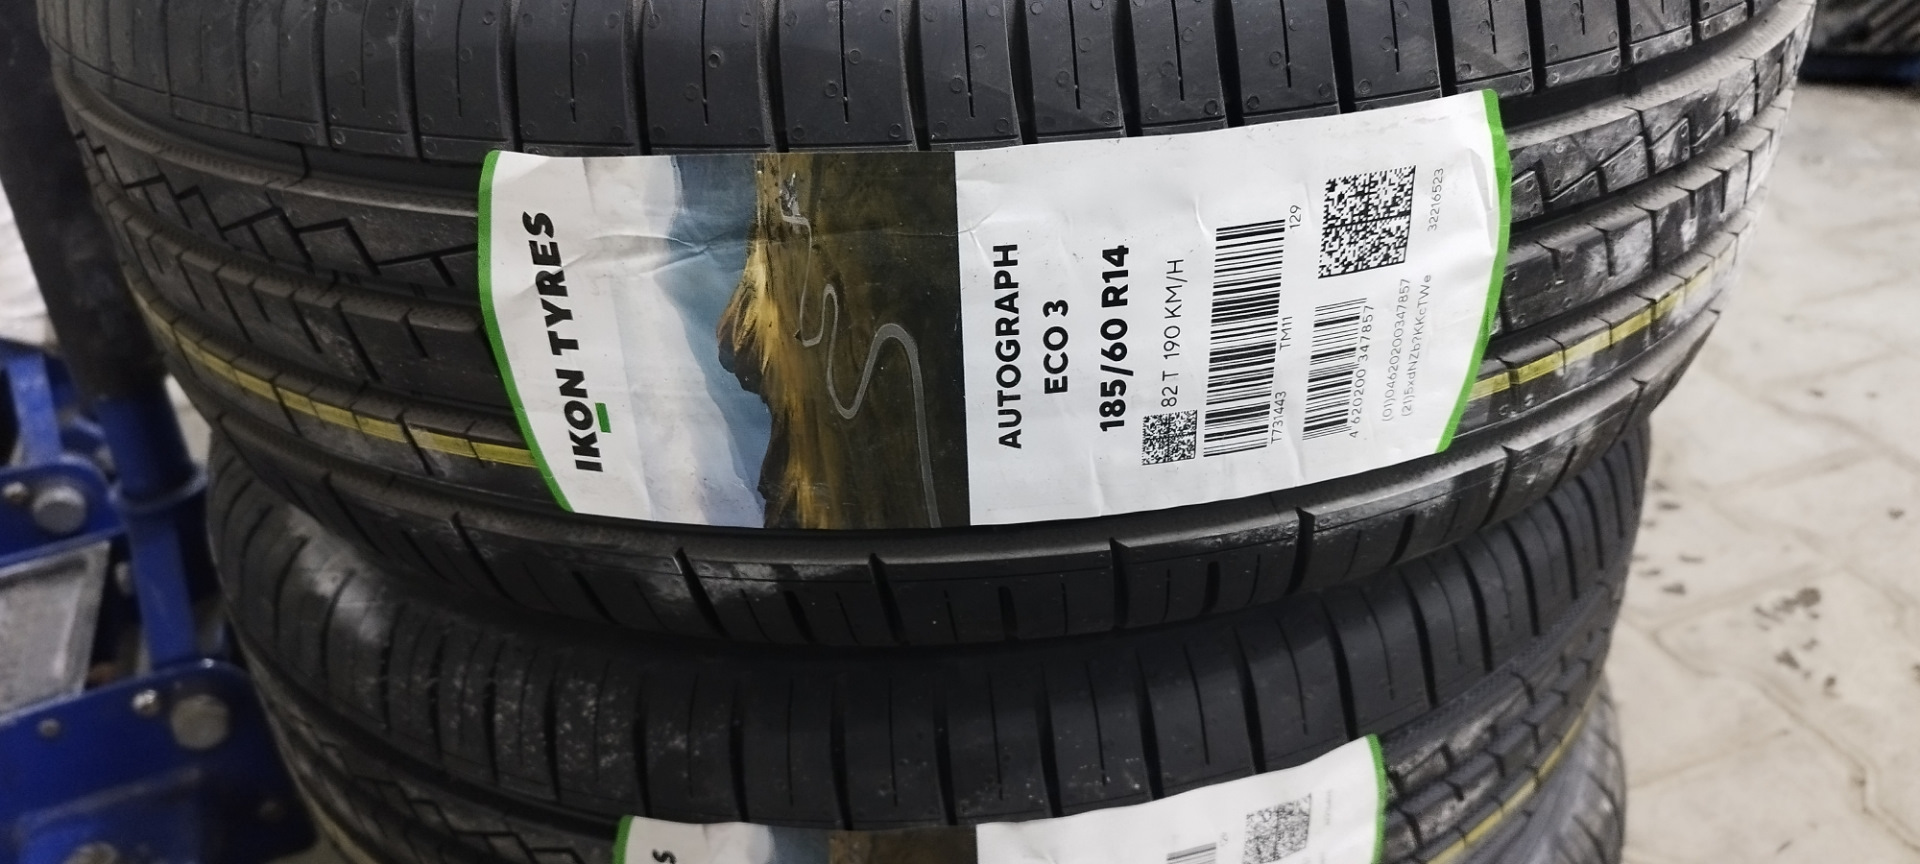 IKON TYRES
AUTOGRAPH
ECO 3
185/60 R14
82 T 190 KM/H
T731443 TM11 129
4 620200 347857
(01)04620200347857
(21)5xdNZb?KKcTWe
32216523
S
129